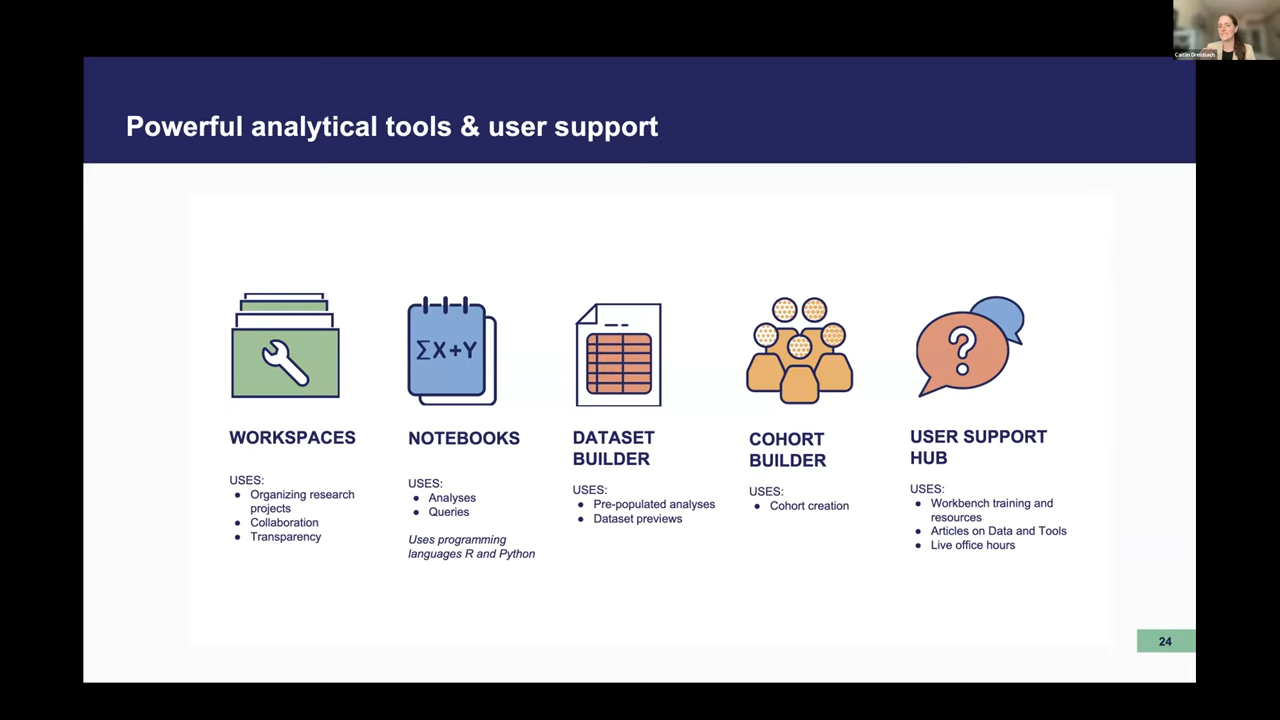 Caitlin Dreisbach
Powerful analytical tools & user support
ΣX+Y
?
WORKSPACES
USES:
● Organizing research
projects
● Collaboration
● Transparency
NOTEBOOKS
USES:
● Analyses
● Queries
Uses programming
languages R and Python
DATASET
BUILDER
USES:
● Pre-populated analyses
● Dataset previews
COHORT
BUILDER
USES:
● Cohort creation
USER SUPPORT
HUB
USES:
● Workbench training and
resources
● Articles on Data and Tools
● Live office hours
24